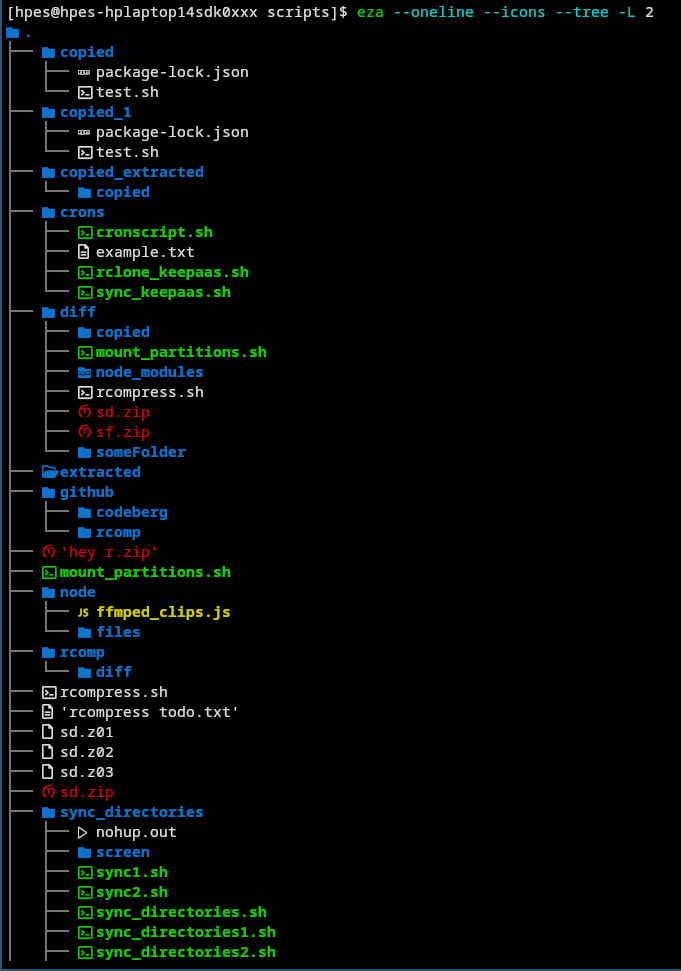 [hpes@hpes-hplaptop14sdk0xxx scripts]$ eza --oneline --icons --tree -L 2
.
copied
package-lock.json
test.sh
copied_1
package-lock.json
test.sh
copied_extracted
copied
crons
cronscript.sh
example.txt
rclone_keepaas.sh
sync_keepaas.sh
diff
copied
mount_partitions.sh
node_modules
rcompress.sh
sd.zip
sf.zip
someFolder
extracted
github
codeberg
rcomp
'hey r.zip'
mount_partitions.sh
node
JS ffmped_clips.js
files
rcomp
diff
rcompress.sh
'rcompress todo.txt'
sd.z01
sd.z02
sd.z03
sd.zip
sync_directories
nohup.out
screen
sync1.sh
sync2.sh
sync_directories.sh
sync_directories1.sh
sync_directories2.sh